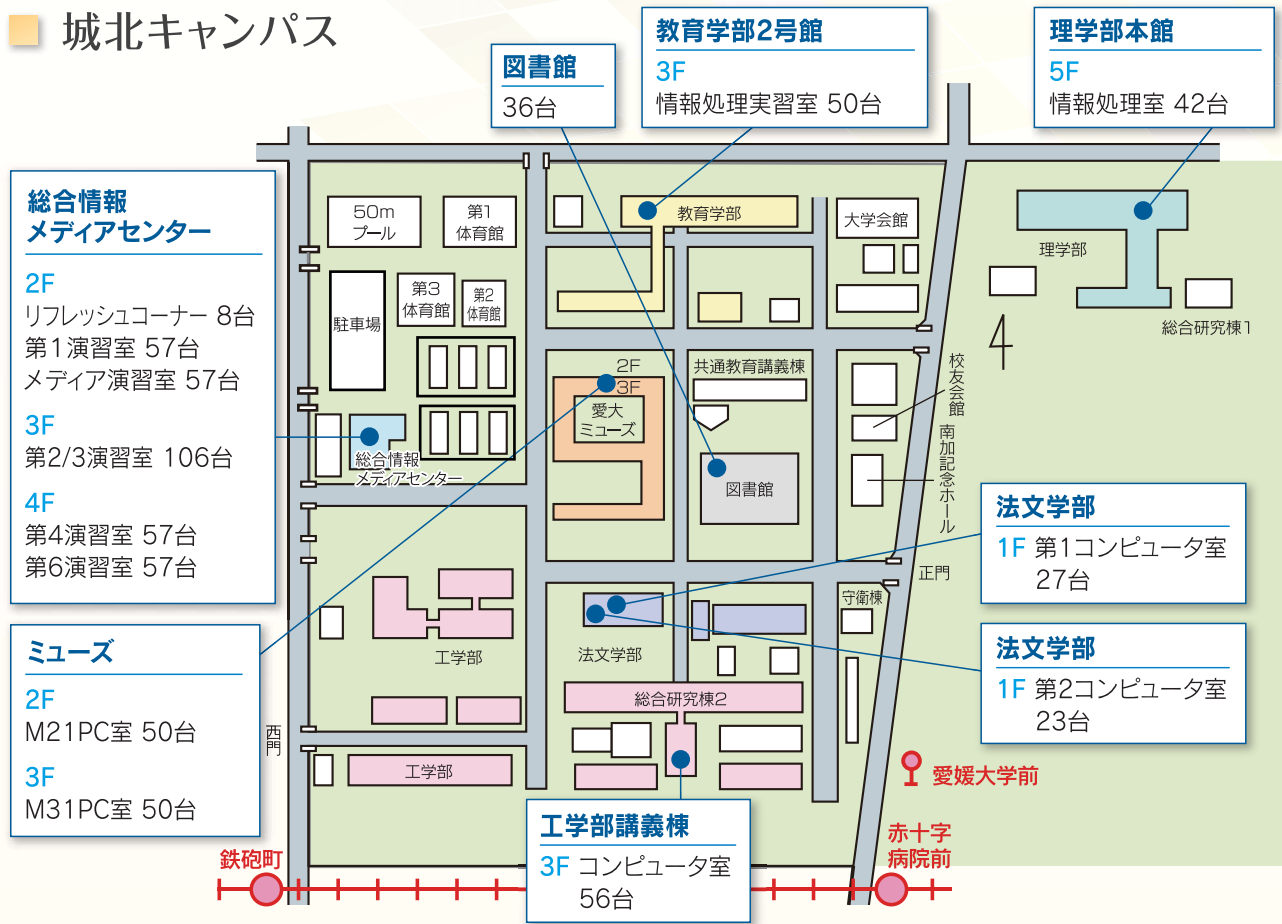 城北キャンパス
図書館
36台
教育学部2号館
3F
情報処理実習室 50台
理学部本館
5F
情報処理室 42台
総合情報
メディアセンター
2F
リフレッシュコーナー 8台
第1演習室 57台
メディア演習室 57台
3F
第2/3演習室 106台
4F
第4演習室 57台
第6演習室 57台
ミューズ
2F
M21PC室 50台
3F
M31PC室 50台
50m
プール
第1
体育館
第3
体育館
第2
体育館
駐車場
総合情報
メディアセンター
教育学部
大学会館
理学部
総合研究棟1
2F
3F
愛大
ミューズ
共通教育講義棟
図書館
校友会館
南加記念ホール
正門
守衛棟
工学部
法文学部
総合研究棟2
西門
工学部
法文学部
1F 第1コンピュータ室
27台
法文学部
1F 第2コンピュータ室
23台
工学部講義棟
3F コンピュータ室
56台
愛媛大学前
鉄砲町
赤十字
病院前